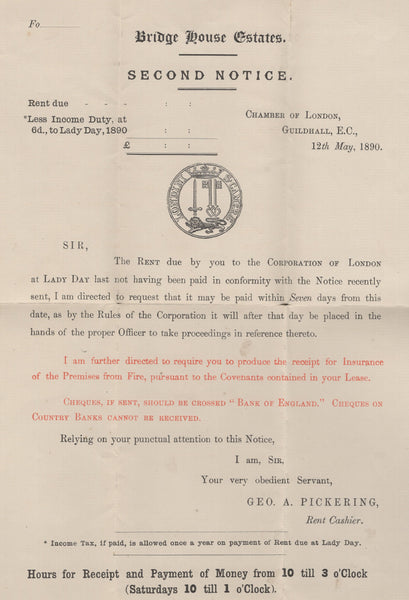 Fo
Bridge House Estates.
SECOND NOTICE.
Rent due - - - : :
*Less Income Duty, at
6d., to Lady Day, 1890 : :
£ : :
CHAMBER OF LONDON,
GUILDHALL, E.C.,
12th May, 1890.
SIR,
The RENT due by you to the CORPORATION OF LONDON
at LADY DAY last not having been paid in conformity with the Notice recently
sent, I am directed to request that it may be paid within Seven days from this
date, as by the Rules of the Corporation it will after that day be placed in the
hands of the proper Officer to take proceedings in reference thereto.
I am further directed to require you to produce the receipt for Insurance
of the Premises from Fire, pursuant to the Covenants contained in your Lease.
CHEQUES, IF SENT, SHOULD BE CROSSED "BANK OF ENGLAND." CHEQUES ON
COUNTRY BANKS CANNOT BE RECEIVED.
Relying on your punctual attention to this Notice,
I am, SIR,
Your very obedient Servant,
GEO. A. PICKERING,
Rent Cashier.
* Income Tax, if paid, is allowed once a year on payment of Rent due at Lady Day.
Hours for Receipt and Payment of Money from 10 till 3 o'Clock
(Saturdays 10 till 1 o'Clock).